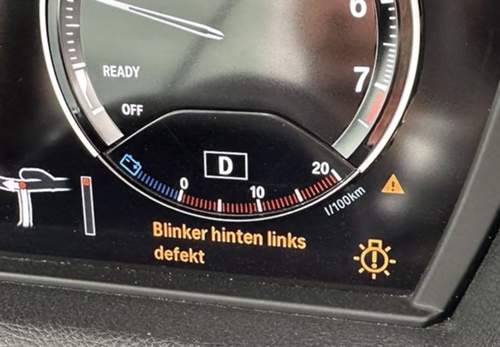 6
7
READY
OFF
D
0 10 20
l/100km
Blinker hinten links
defekt